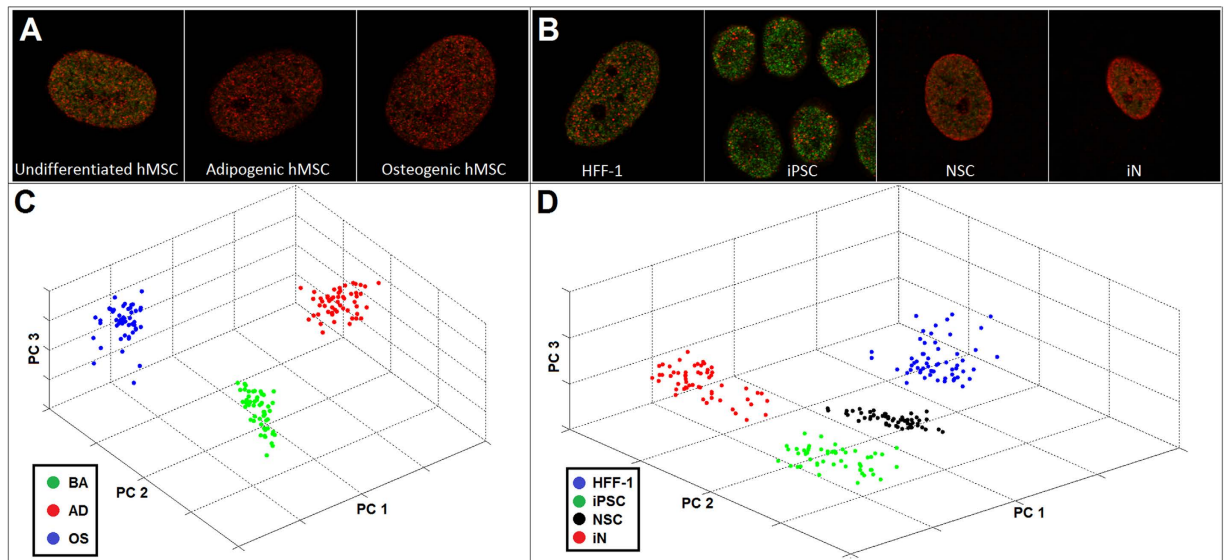 A
Undifferentiated hMSC
Adipogenic hMSC
Osteogenic hMSC
B
HFF-1
iPSC
NSC
iN
C
PC 3
PC 2
PC 1
BA
AD
OS
D
PC 3
PC 2
PC 1
HFF-1
iPSC
NSC
iN